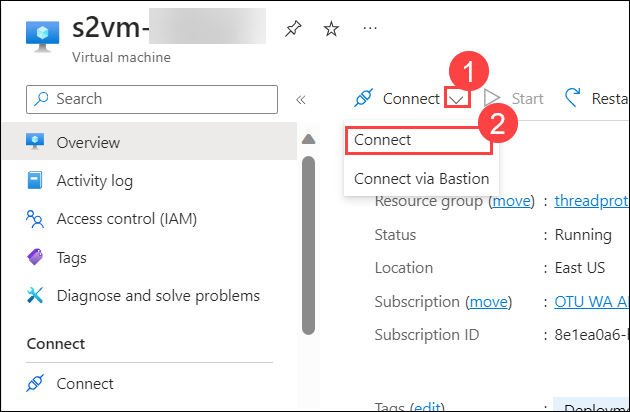 s2vm-
Virtual machine
Search
Connect
Start
Resta
1
2
Overview
Connect
Activity log
Connect via Bastion
Resource group (move) : threadprot
Access control (IAM)
Status : Running
Tags
Location : East US
Diagnose and solve problems
Subscription (move) : OTU WA A
Connect
Subscription ID : 8e1ea0a6-
Connect
Tags (edit) : Deploym